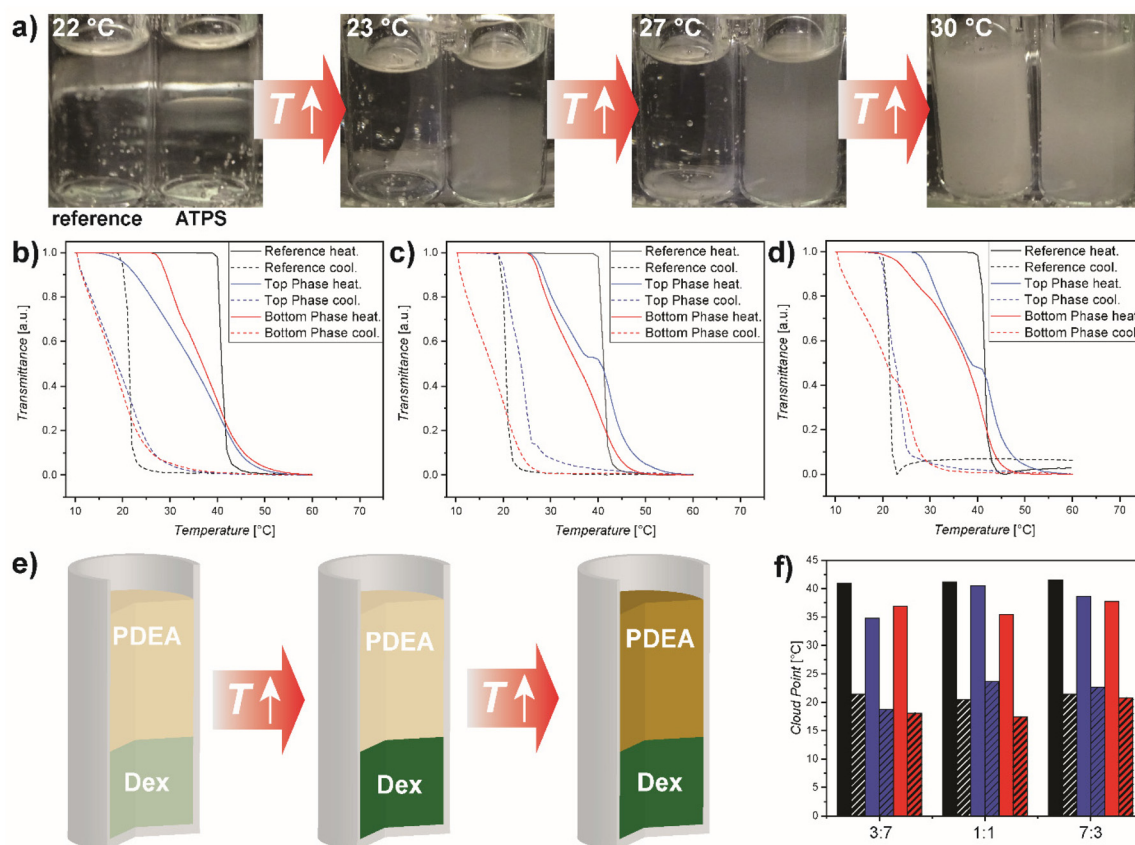 a) 22 °C 23 °C 27 °C 30 °C
T T T
reference ATPS
b) c) d)
1.0
0.8
0.6
0.4
0.2
0.0
Transmittance [a.u.]
10 20 30 40 50 60 70
Temperature [°C]
Reference heat.
Reference cool.
Top Phase heat.
Top Phase cool.
Bottom Phase heat.
Bottom Phase cool.
1.0
0.8
0.6
0.4
0.2
0.0
Transmittance [a.u.]
10 20 30 40 50 60 70
Temperature [°C]
Reference heat.
Reference cool.
Top Phase heat.
Top Phase cool.
Bottom Phase heat.
Bottom Phase cool.
1.0
0.8
0.6
0.4
0.2
0.0
Transmittance [a.u.]
10 20 30 40 50 60 70
Temperature [°C]
Reference heat.
Reference cool.
Top Phase heat.
Top Phase cool.
Bottom Phase heat.
Bottom Phase cool.
e)
PDEA
Dex
T
PDEA
Dex
T
PDEA
Dex
f)
45
40
35
30
25
20
15
10
5
0
Cloud Point [°C]
3:7 1:1 7:3